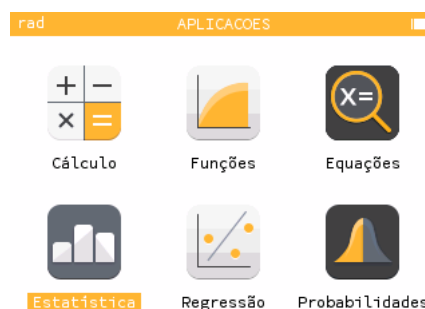 rad APLICACOES
+ −
× =
X=
Cálculo Funções Equações
Estatística Regressão Probabilidades